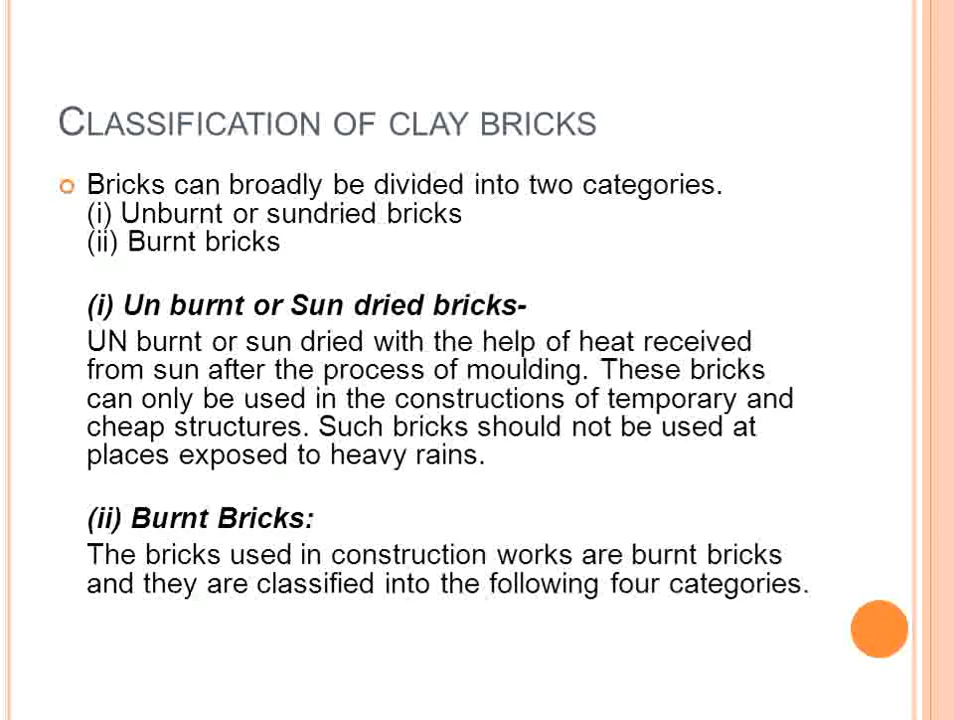 CLASSIFICATION OF CLAY BRICKS
Bricks can broadly be divided into two categories.
(i) Unburnt or sundried bricks
(ii) Burnt bricks
(i) Un burnt or Sun dried bricks-
UN burnt or sun dried with the help of heat received
from sun after the process of moulding. These bricks
can only be used in the constructions of temporary and
cheap structures. Such bricks should not be used at
places exposed to heavy rains.
(ii) Burnt Bricks:
The bricks used in construction works are burnt bricks
and they are classified into the following four categories.